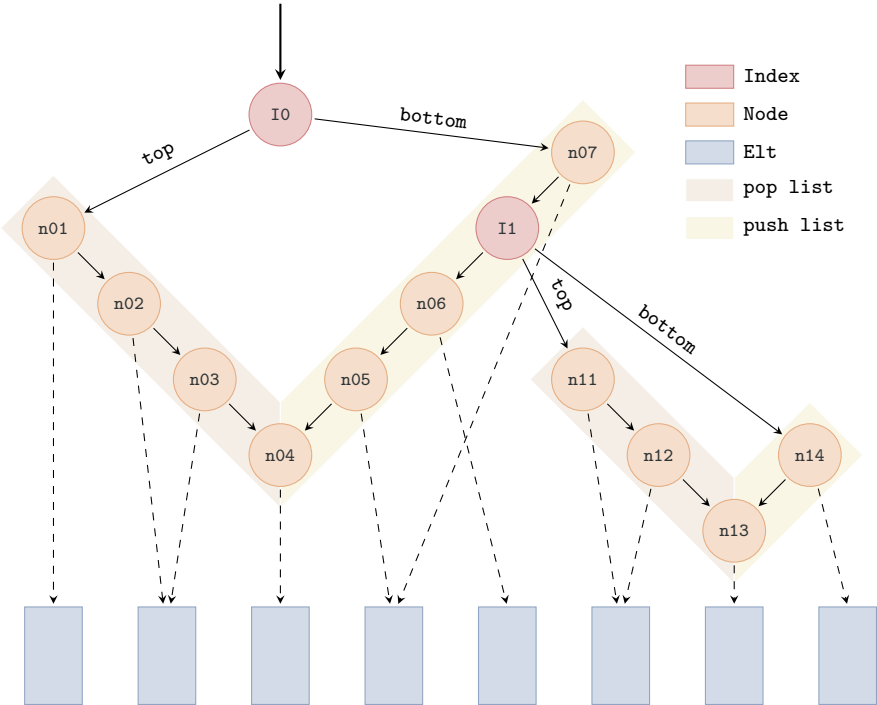 I0
top
bottom
n07
n01
I1
n02
n06
top
bottom
n03
n05
n11
n04
n12
n14
n13
Index
Node
Elt
pop list
push list